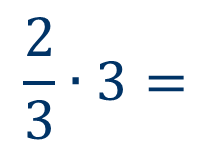 2/3 · 3 =